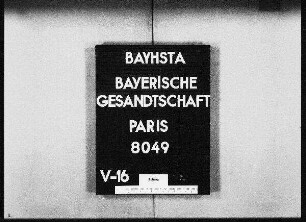 BAYHSTA
BAYERISCHE
GESANDTSCHAFT
PARIS
8049
V-16